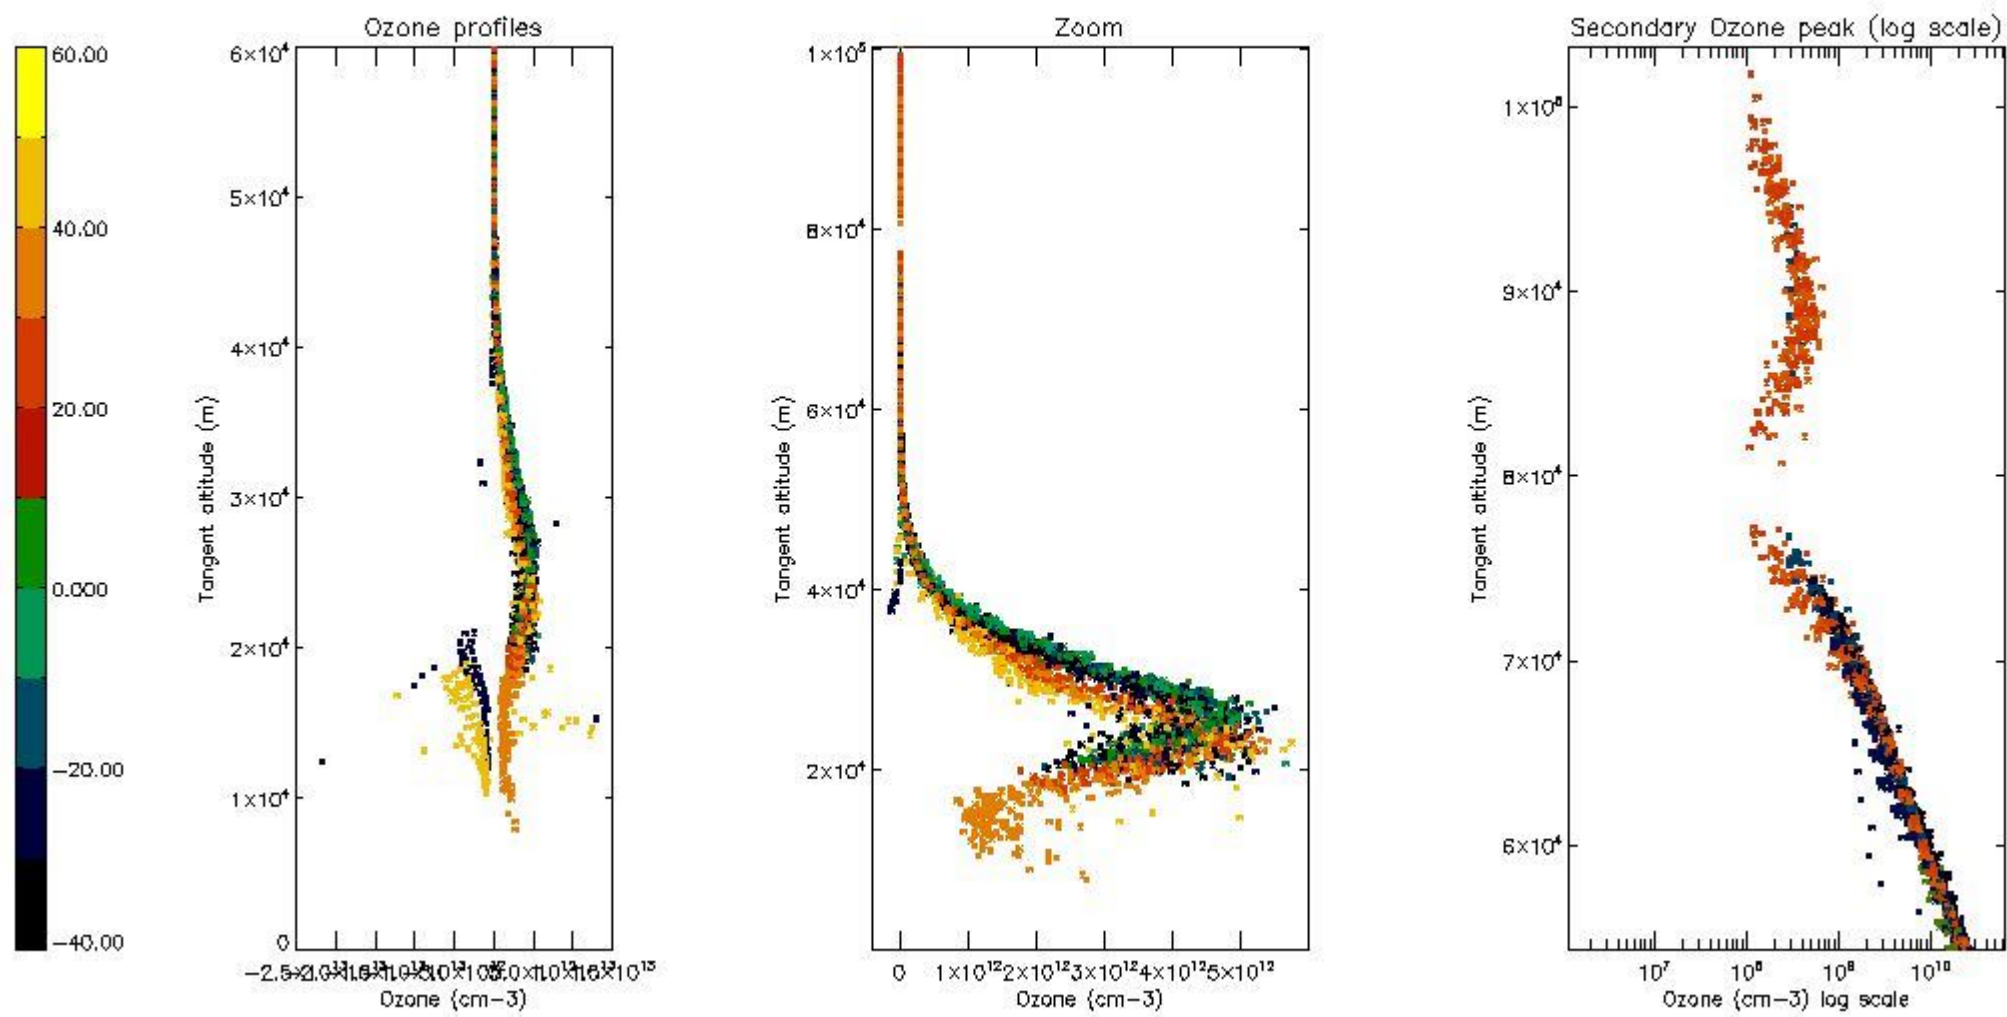 Ozone profiles
Zoom
Secondary Ozone peak (log scale)
60.00
40.00
20.00
0.000
−20.00
−40.00
6×10⁴
5×10⁴
4×10⁴
3×10⁴
2×10⁴
1×10⁴
0
Tangent altitude (m)
Ozone (cm−3)
1×10⁵
8×10⁴
6×10⁴
4×10⁴
2×10⁴
Tangent altitude (m)
0 1×10¹² 2×10¹² 3×10¹² 4×10¹² 5×10¹²
Ozone (cm−3)
9×10⁴
8×10⁴
7×10⁴
6×10⁴
Tangent altitude (m)
10⁷ 10⁸ 10⁹ 10¹⁰
Ozone (cm−3) log scale